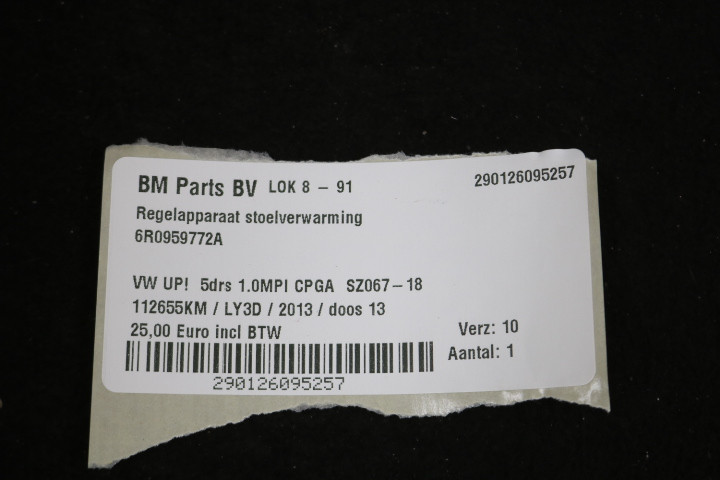 BM Parts BV LOK 8 - 91 290126095257
Regelapparaat stoelverwarming
6R0959772A
VW UP! 5drs 1.0MPI CPGA SZ067-18
112655KM / LY3D / 2013 / doos 13
25,00 Euro incl BTW Verz: 10
Aantal: 1
290126095257